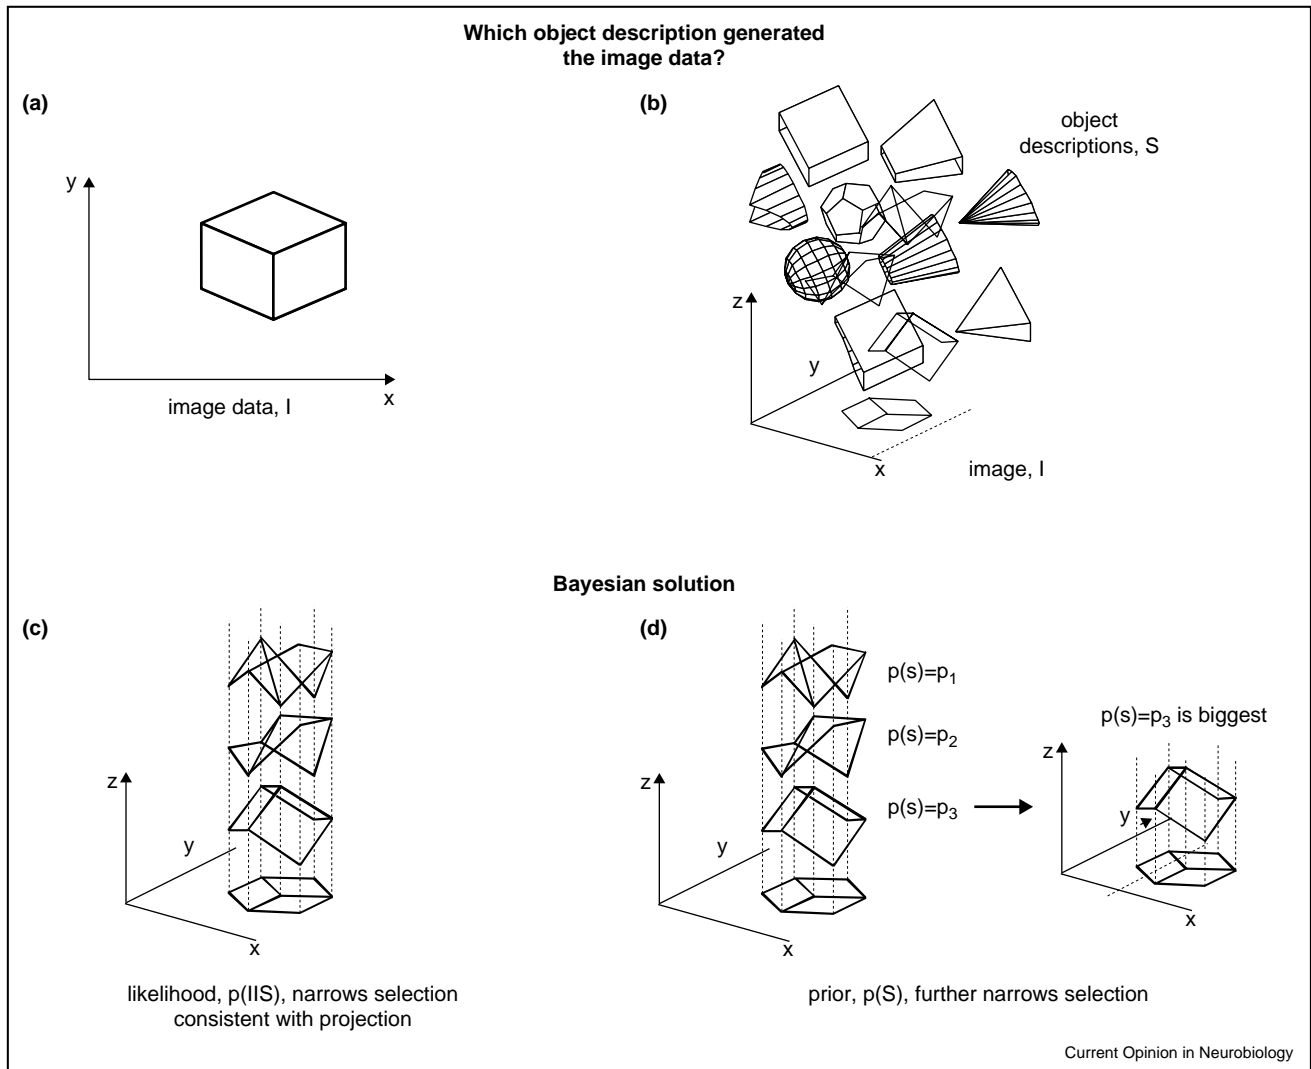 Which object description generated
the image data?
(a)
y
x
image data, I
(b)
object
descriptions, S
z
y
x
image, I
Bayesian solution
(c)
z
y
x
likelihood, p(IIS), narrows selection
consistent with projection
(d)
p(s)=p1
p(s)=p2
p(s)=p3
z
y
x
p(s)=p3 is biggest
z
y
x
prior, p(S), further narrows selection
Current Opinion in Neurobiology